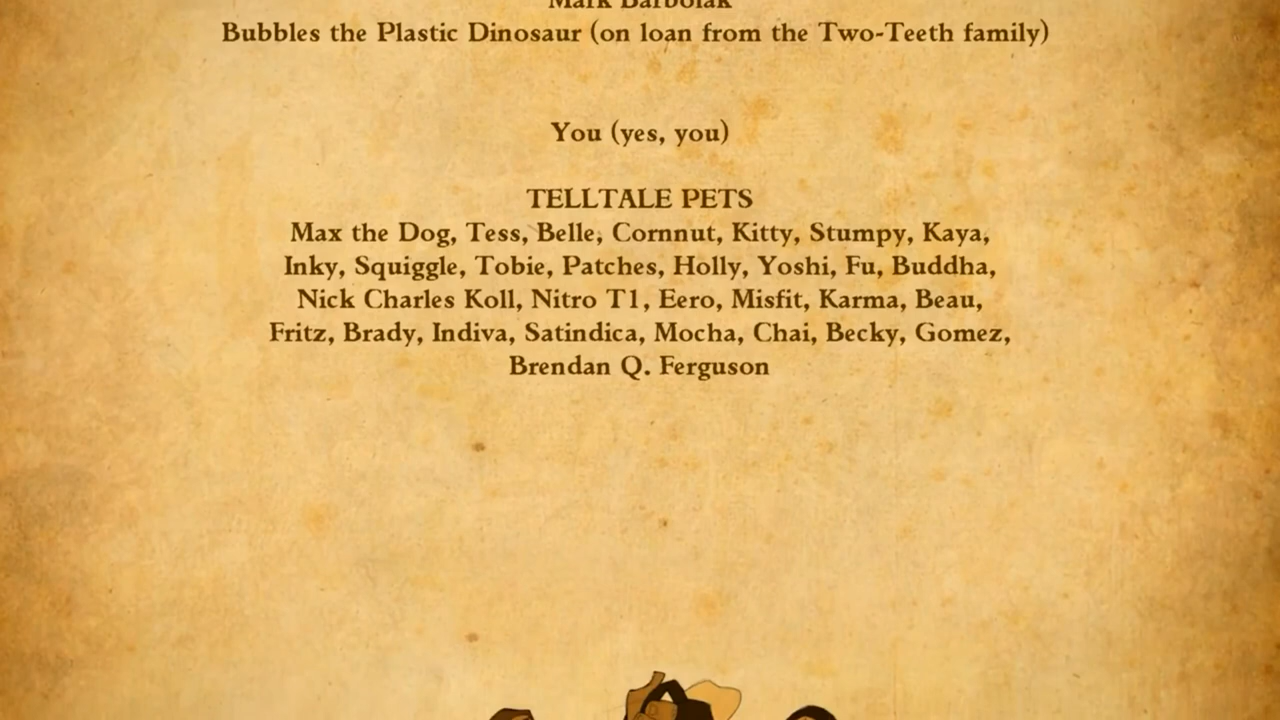 Mark Barbolak
Bubbles the Plastic Dinosaur (on loan from the Two-Teeth family)
You (yes, you)
TELLTALE PETS
Max the Dog, Tess, Belle, Cornnut, Kitty, Stumpy, Kaya,
Inky, Squiggle, Tobie, Patches, Holly, Yoshi, Fu, Buddha,
Nick Charles Koll, Nitro T1, Eero, Misfit, Karma, Beau,
Fritz, Brady, Indiva, Satindica, Mocha, Chai, Becky, Gomez,
Brendan Q. Ferguson